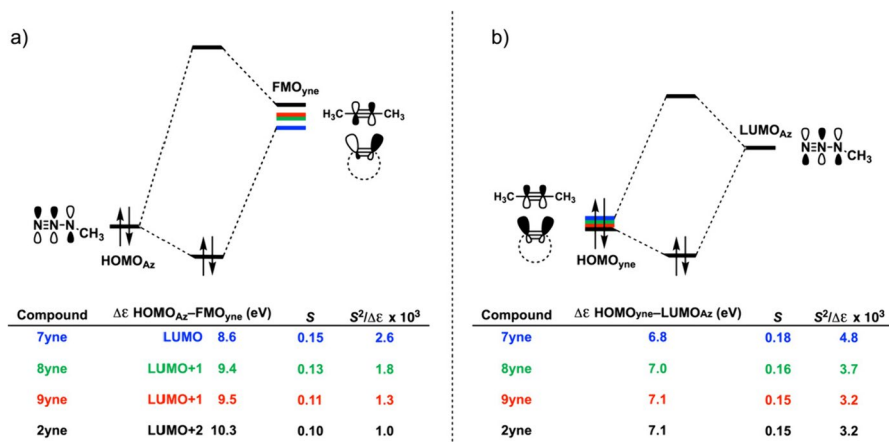 a)
FMOyne
H₃C
CH₃
N≡N–N
CH₃
HOMOAz
Compound Δε HOMOAz–FMOyne (eV) S S²/Δε x 10³
7yne LUMO 8.6 0.15 2.6
8yne LUMO+1 9.4 0.13 1.8
9yne LUMO+1 9.5 0.11 1.3
2yne LUMO+2 10.3 0.10 1.0
b)
LUMOAz
N≡N–N
CH₃
H₃C
CH₃
HOMOyne
Compound Δε HOMOyne–LUMOAz (eV) S S²/Δε x 10³
7yne 6.8 0.18 4.8
8yne 7.0 0.16 3.7
9yne 7.1 0.15 3.2
2yne 7.1 0.15 3.2